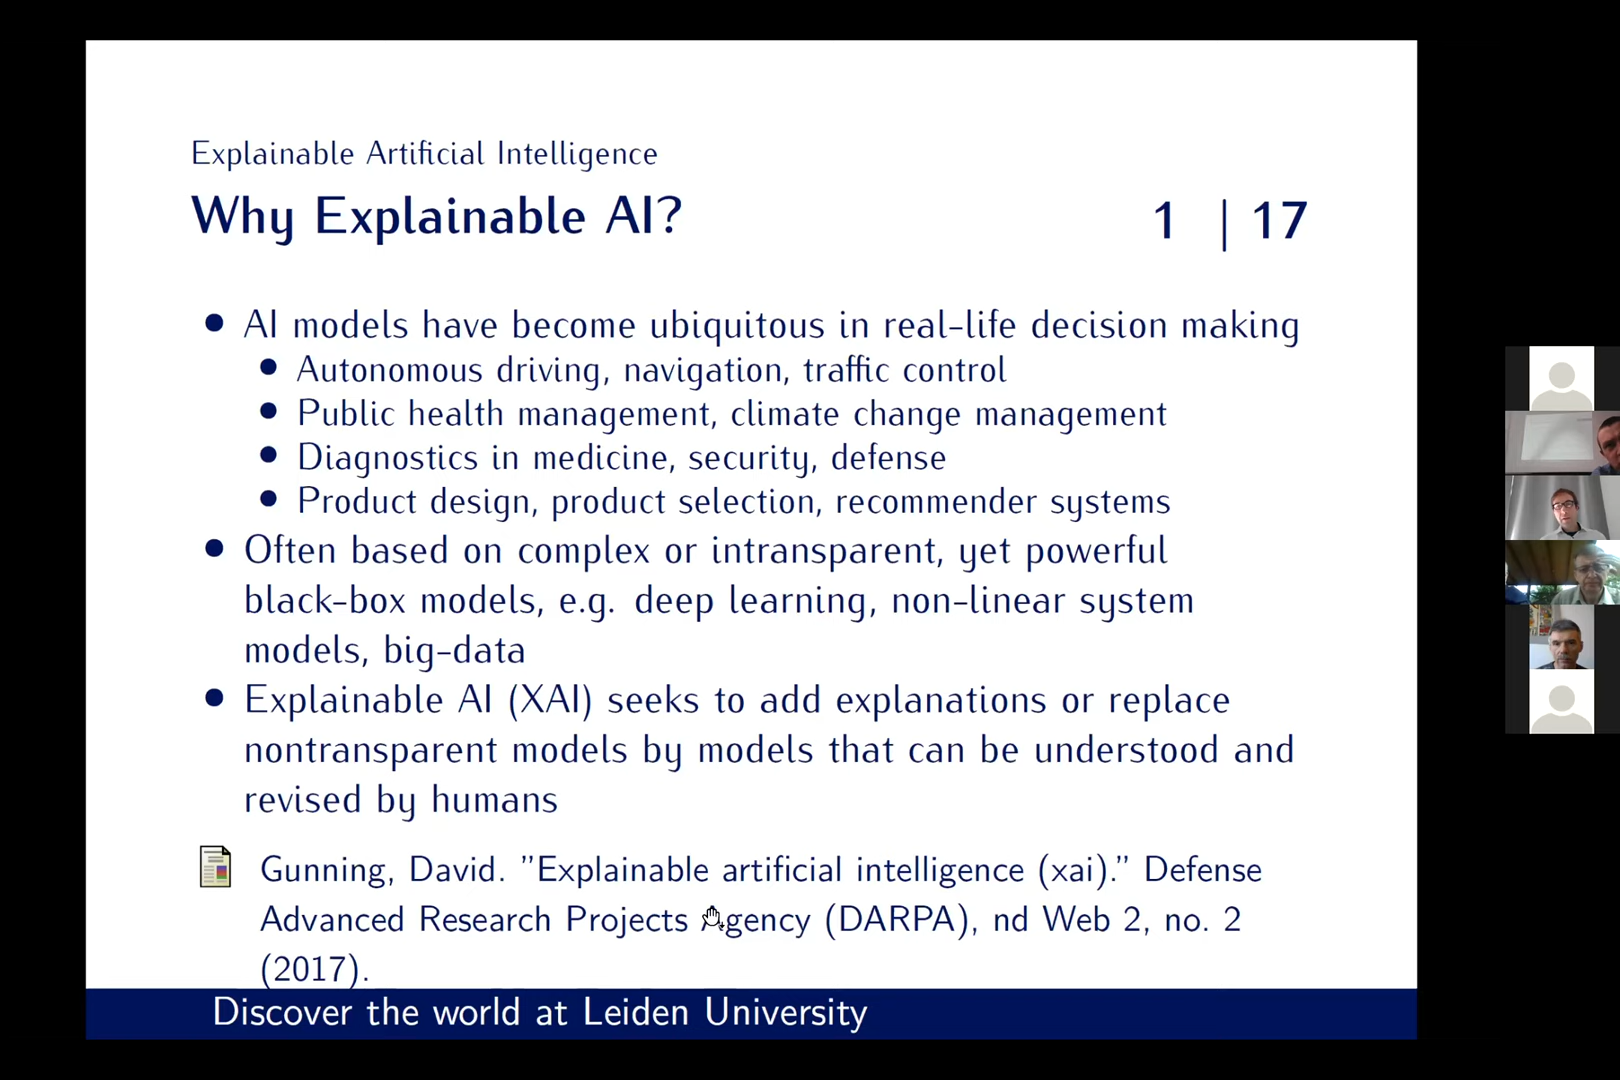 Explainable Artificial Intelligence
Why Explainable AI?
1 | 17
• AI models have become ubiquitous in real-life decision making
• Autonomous driving, navigation, traffic control
• Public health management, climate change management
• Diagnostics in medicine, security, defense
• Product design, product selection, recommender systems
• Often based on complex or intransparent, yet powerful
black-box models, e.g. deep learning, non-linear system
models, big-data
• Explainable AI (XAI) seeks to add explanations or replace
nontransparent models by models that can be understood and
revised by humans
Gunning, David. ”Explainable artificial intelligence (xai).” Defense
Advanced Research Projects Agency (DARPA), nd Web 2, no. 2
(2017).
Discover the world at Leiden University